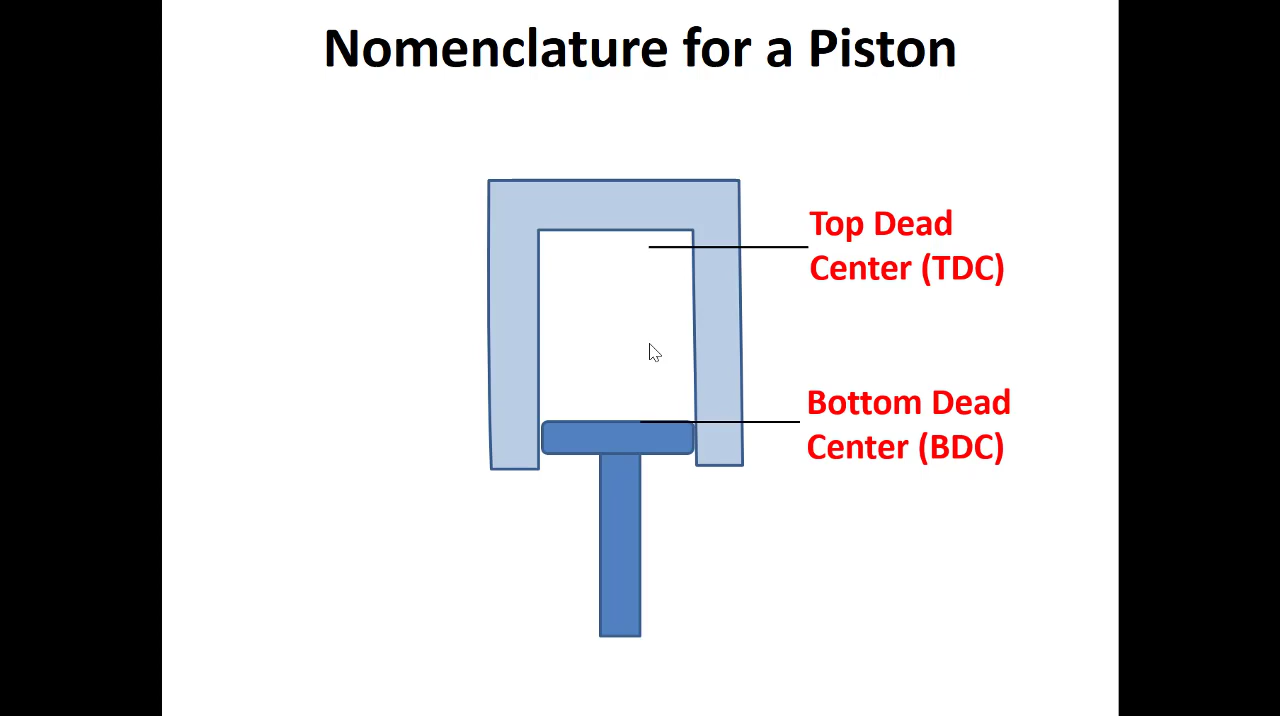 Nomenclature for a Piston
Top Dead
Center (TDC)
Bottom Dead
Center (BDC)